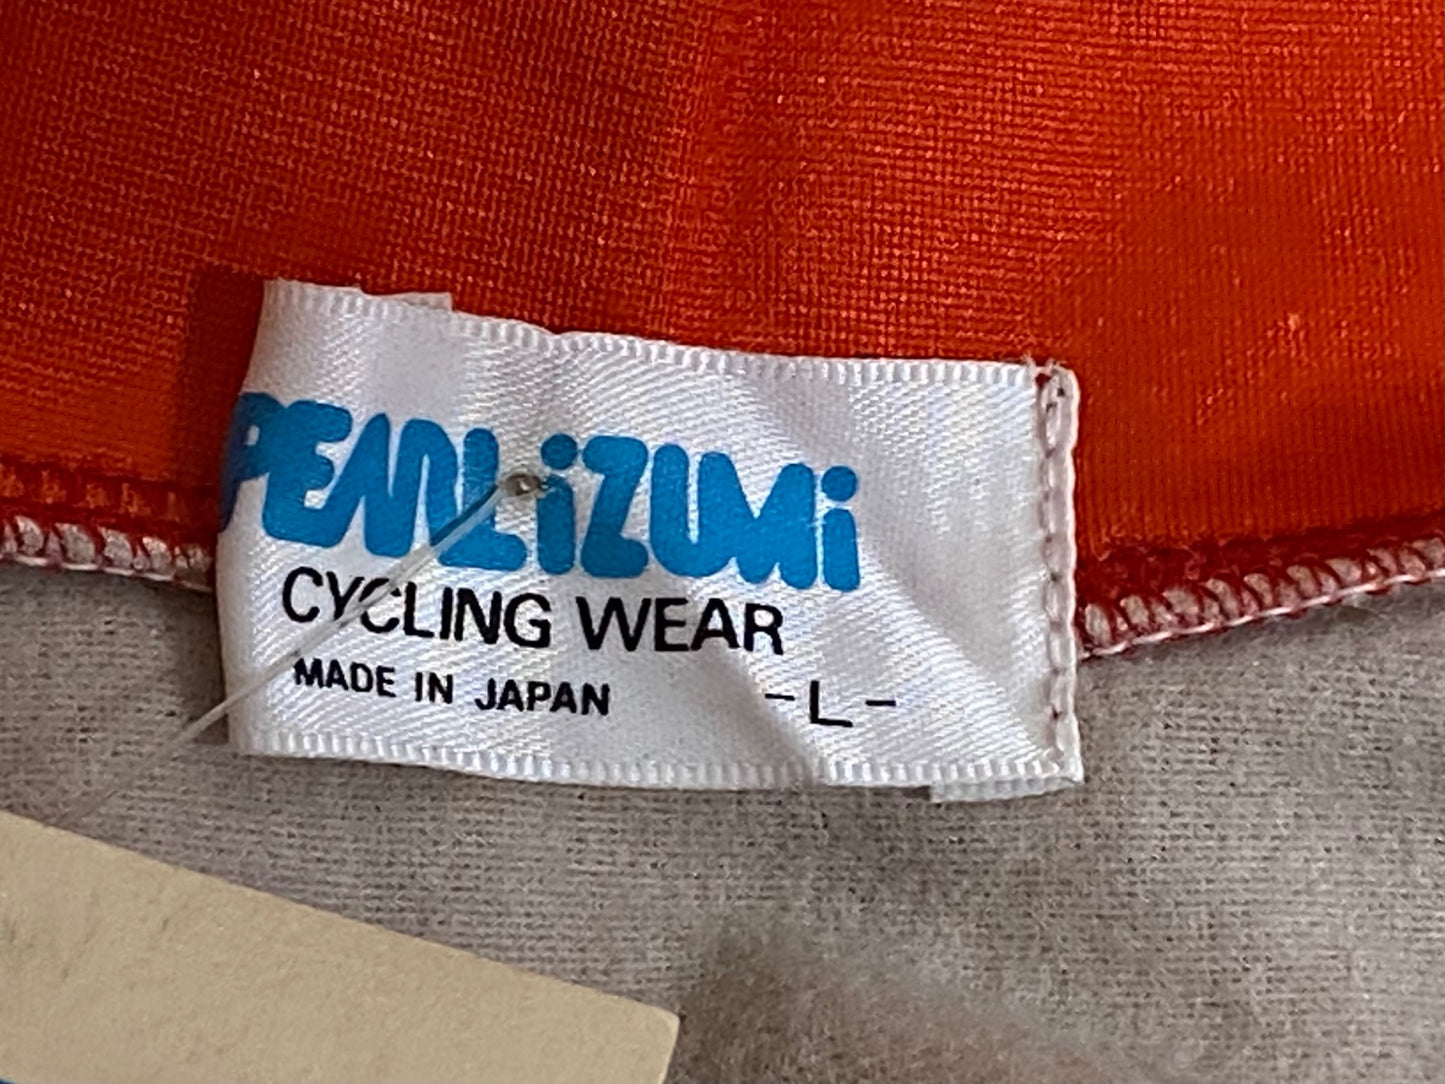 PEARLiZUMi
CYCLING WEAR
MADE IN JAPAN -L-